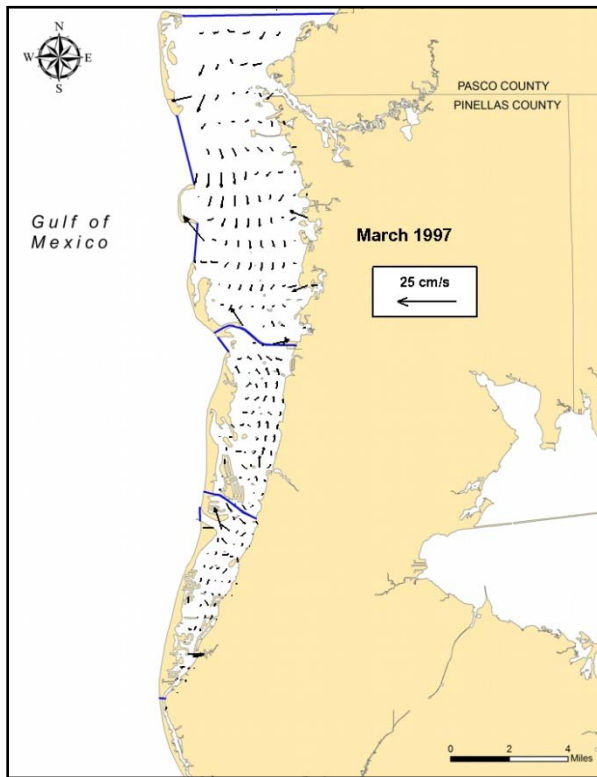 N
W E
S
PASCO COUNTY
PINELLAS COUNTY
Gulf of
Mexico
March 1997
25 cm/s
0 2 4
Miles